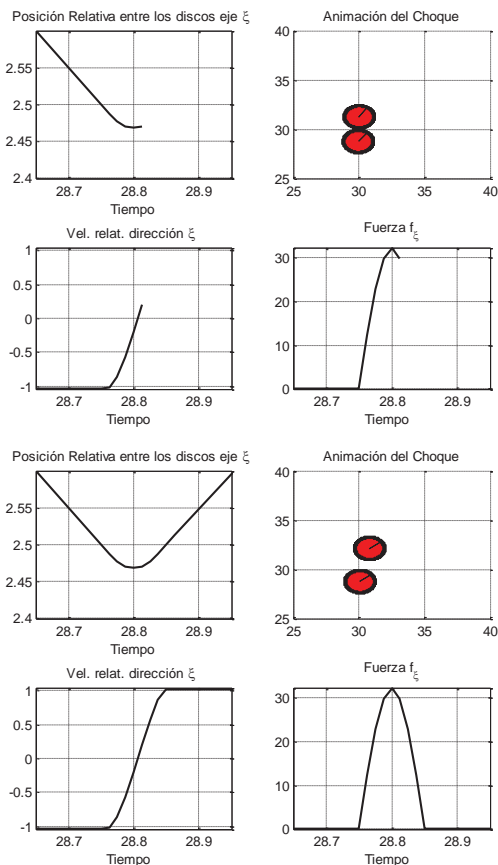 Posición Relativa entre los discos eje ξ
Animación del Choque
2.55
2.5
2.45
2.4
28.7 28.8 28.9
Tiempo
40
35
30
25
25 30 35 40
Vel. relat. dirección ξ
Fuerza fξ
1
0.5
0
-0.5
-1
28.7 28.8 28.9
Tiempo
30
20
10
0
28.7 28.8 28.9
Tiempo
Posición Relativa entre los discos eje ξ
Animación del Choque
2.55
2.5
2.45
2.4
28.7 28.8 28.9
Tiempo
40
35
30
25
25 30 35 40
Vel. relat. dirección ξ
Fuerza fξ
1
0.5
0
-0.5
-1
28.7 28.8 28.9
Tiempo
30
20
10
0
28.7 28.8 28.9
Tiempo